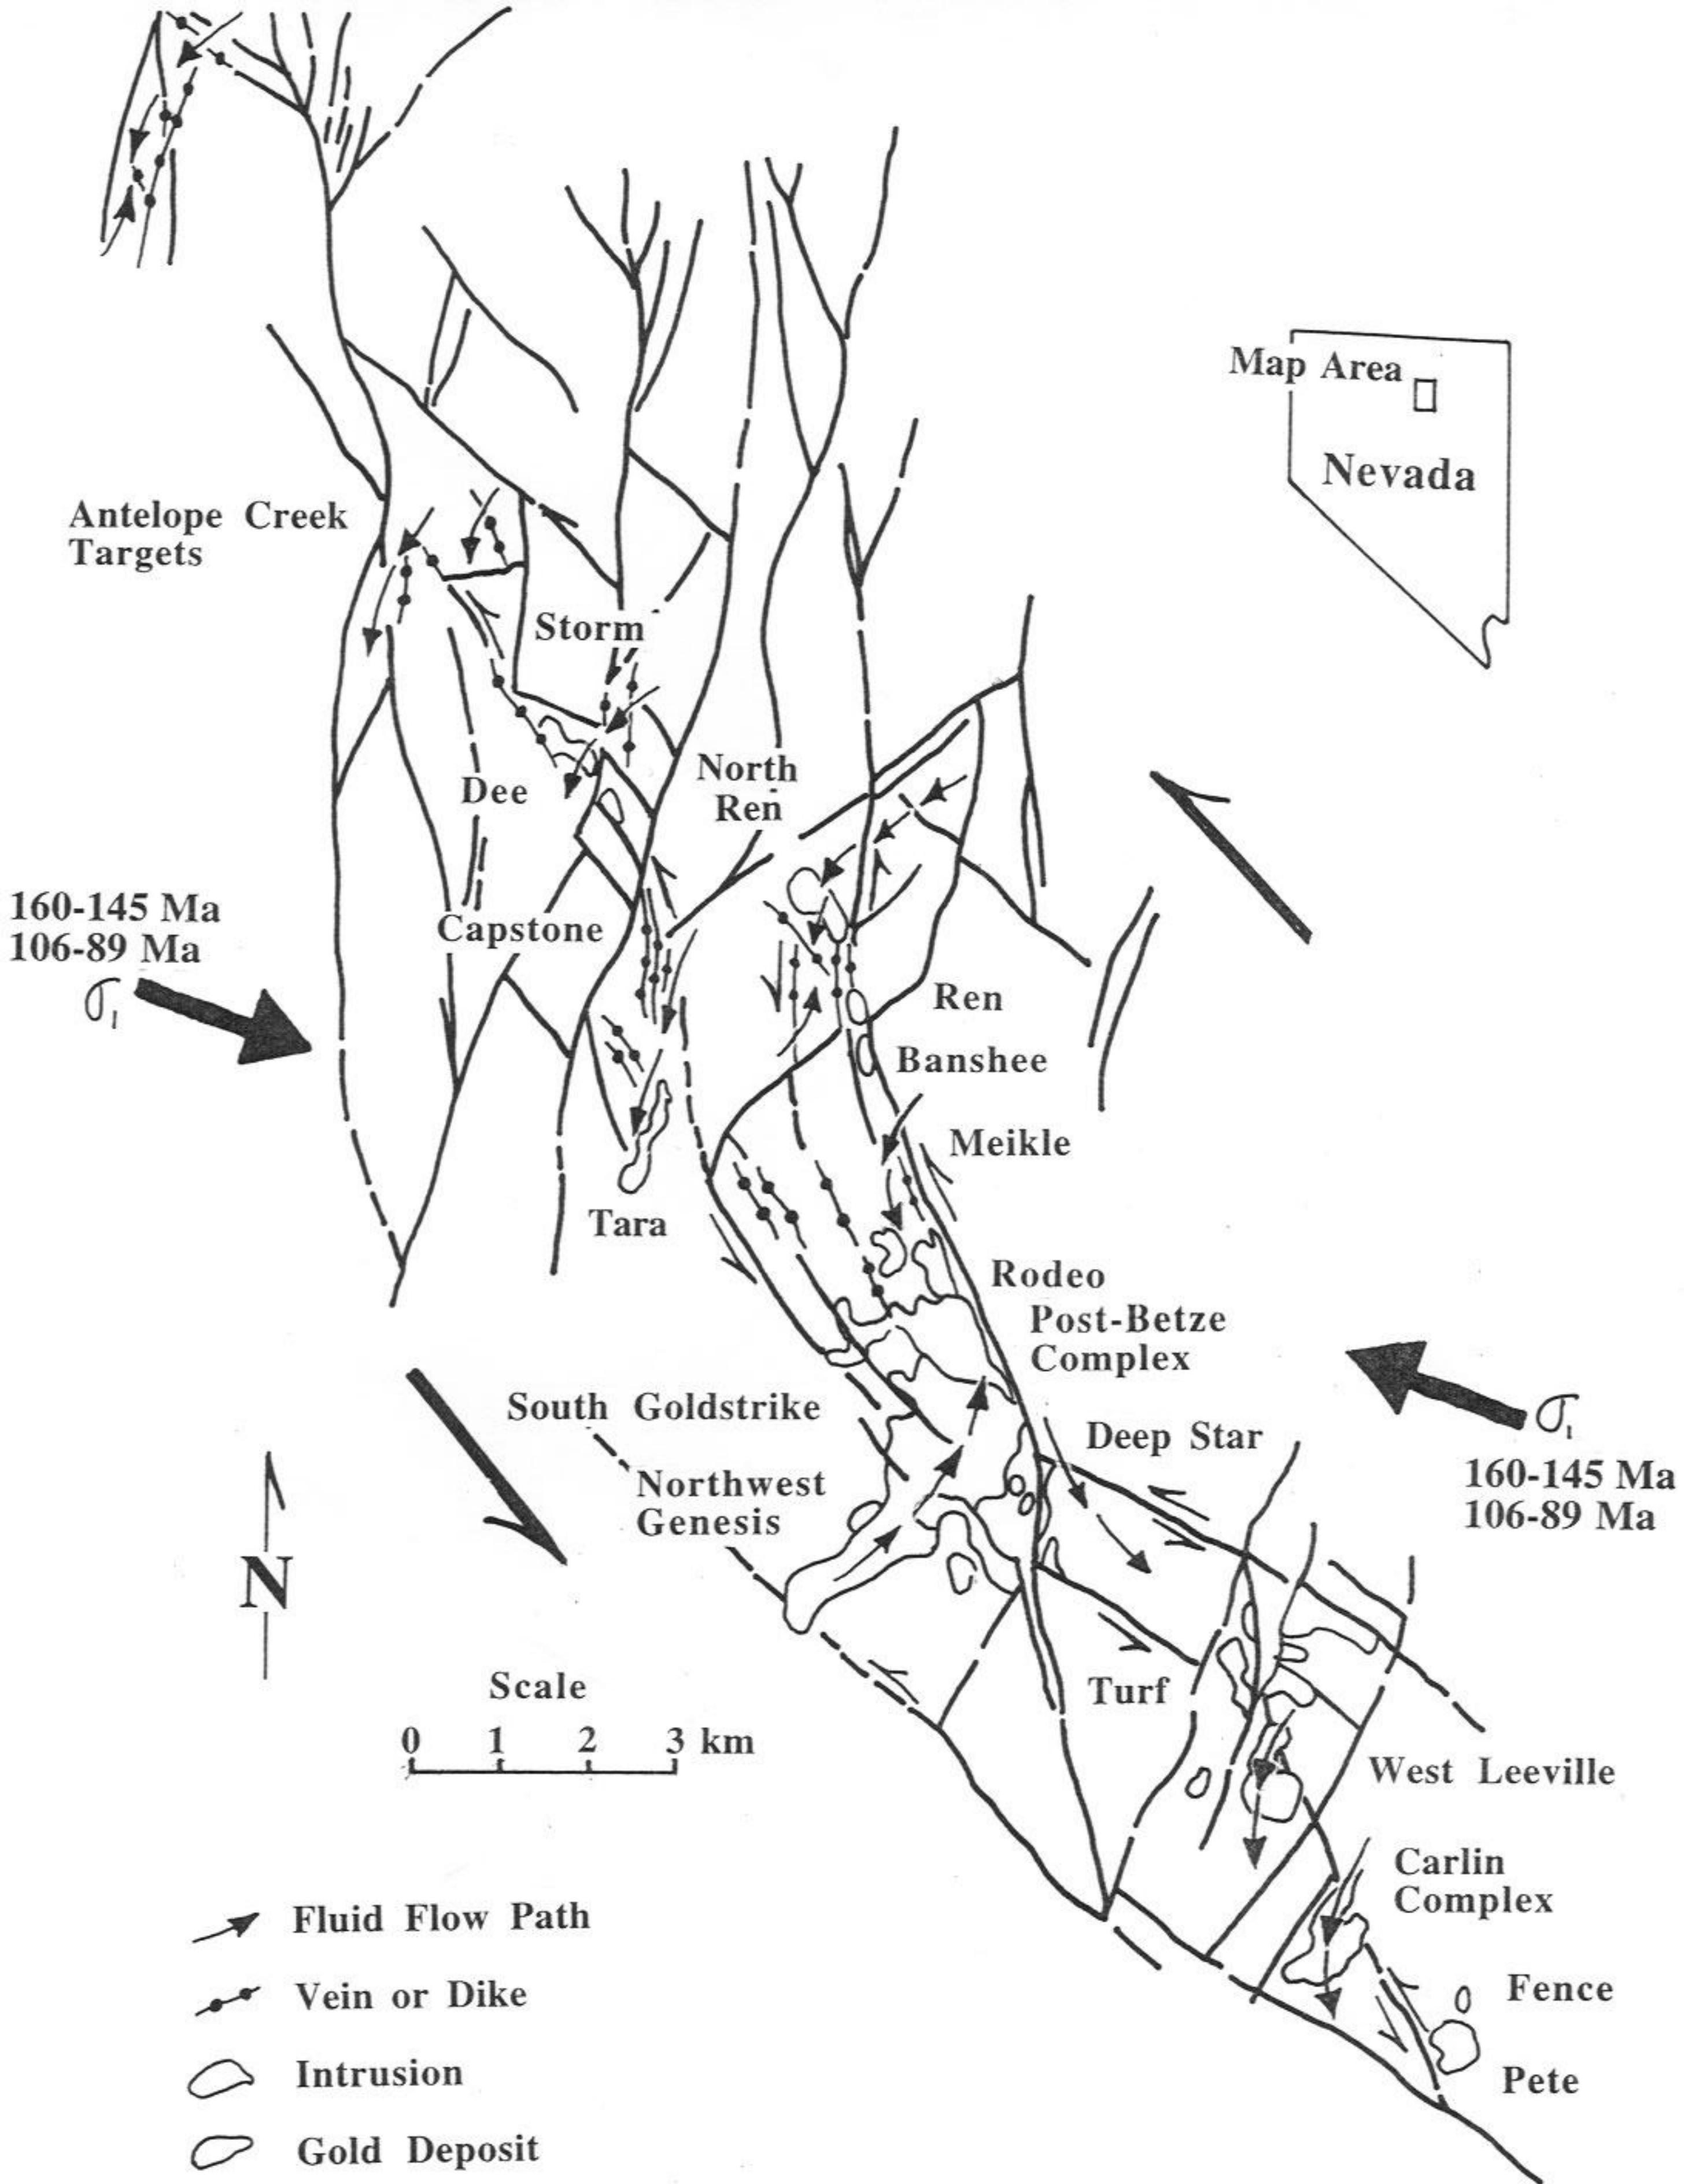 Map Area
Nevada
Antelope Creek
Targets
Storm
Dee
North
Ren
160-145 Ma
106-89 Ma
σ1
Capstone
Ren
Banshee
Meikle
Tara
Rodeo
Post-Betze
Complex
South Goldstrike
Deep Star
σ1
160-145 Ma
106-89 Ma
Northwest
Genesis
N
Scale
0 1 2 3 km
Turf
West Leeville
Carlin
Complex
Fence
Pete
Fluid Flow Path
Vein or Dike
Intrusion
Gold Deposit